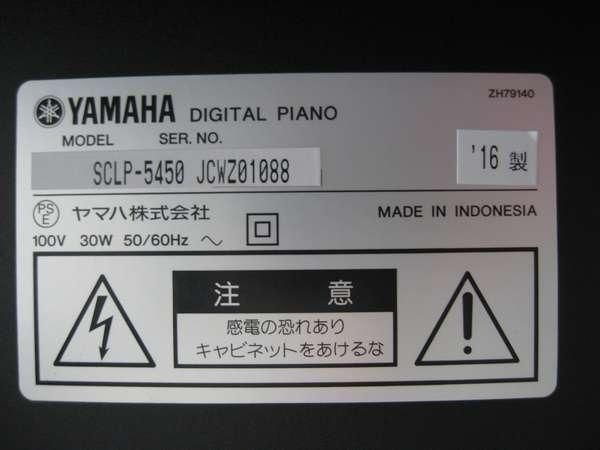 ZH79140
YAMAHA DIGITAL PIANO
MODEL SER. NO.
SCLP-5450 JCWZ01088
'16 製
PSE ヤマハ株式会社
MADE IN INDONESIA
100V 30W 50/60Hz
注 意
感電の恐れあり
キャビネットをあけるな